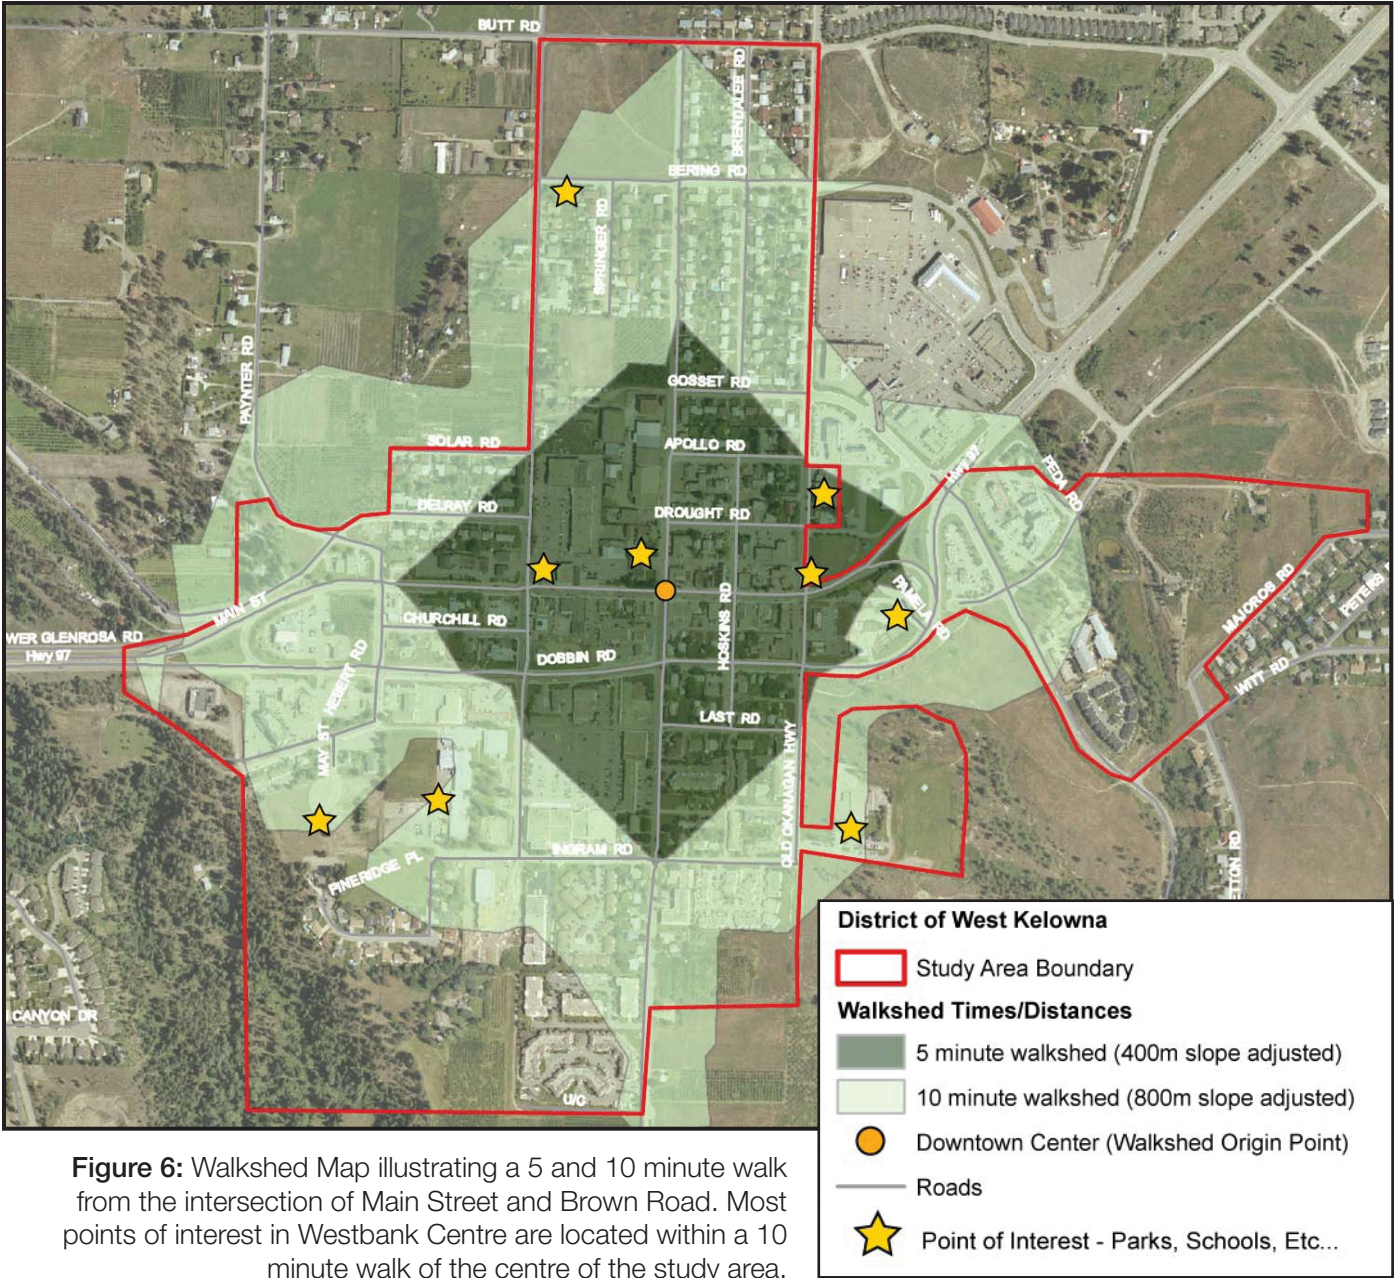 BUTT RD
BRENDALEE RD
BERING RD
SPRINGER RD
PAYNTER RD
GOSSET RD
SOLAR RD
APOLLO RD
HWY 97
PEDA RD
DELRAY RD
DROUGHT RD
MAIN ST
CHURCHILL RD
HOSKINS RD
PAMELA RD
MAJOROS RD
PETERS
WER GLENROSA RD
Hwy 97
DOBBIN RD
HEBERT RD
WITT RD
MAY ST
LAST RD
OLD OKANAGAN HWY
INGRAM RD
PINERIDGE PL
ETTON RD
CANYON DR
U/C
District of West Kelowna
Study Area Boundary
Walkshed Times/Distances
5 minute walkshed (400m slope adjusted)
10 minute walkshed (800m slope adjusted)
Downtown Center (Walkshed Origin Point)
Roads
Point of Interest - Parks, Schools, Etc...
Figure 6: Walkshed Map illustrating a 5 and 10 minute walk
from the intersection of Main Street and Brown Road. Most
points of interest in Westbank Centre are located within a 10
minute walk of the centre of the study area.